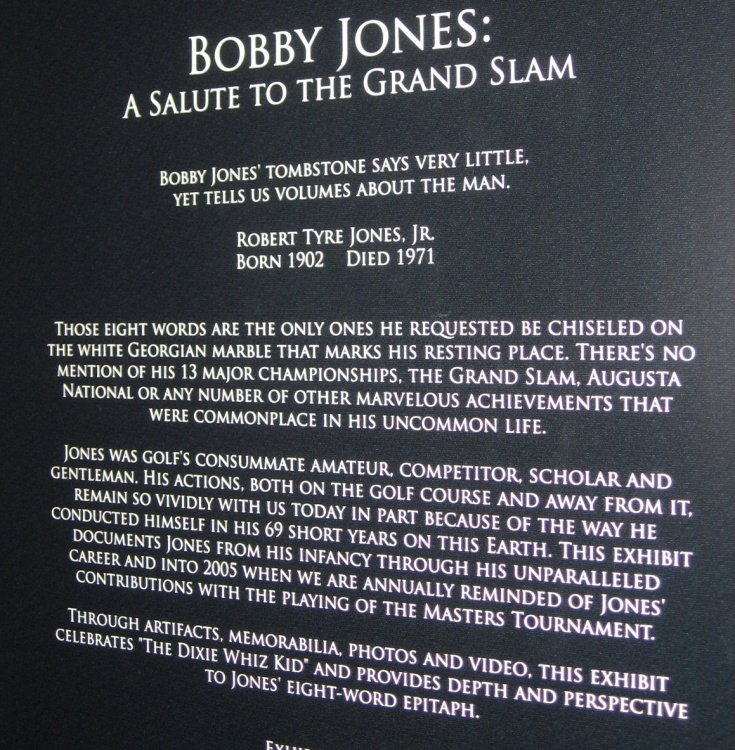 BOBBY JONES:
A SALUTE TO THE GRAND SLAM
BOBBY JONES' TOMBSTONE SAYS VERY LITTLE,
YET TELLS US VOLUMES ABOUT THE MAN.
ROBERT TYRE JONES, JR.
BORN 1902 DIED 1971
THOSE EIGHT WORDS ARE THE ONLY ONES HE REQUESTED BE CHISELED ON
THE WHITE GEORGIAN MARBLE THAT MARKS HIS RESTING PLACE. THERE'S NO
MENTION OF HIS 13 MAJOR CHAMPIONSHIPS, THE GRAND SLAM, AUGUSTA
NATIONAL OR ANY NUMBER OF OTHER MARVELOUS ACHIEVEMENTS THAT
WERE COMMONPLACE IN HIS UNCOMMON LIFE.
JONES WAS GOLF'S CONSUMMATE AMATEUR, COMPETITOR, SCHOLAR AND
GENTLEMAN. HIS ACTIONS, BOTH ON THE GOLF COURSE AND AWAY FROM IT,
REMAIN SO VIVIDLY WITH US TODAY IN PART BECAUSE OF THE WAY HE
CONDUCTED HIMSELF IN HIS 69 SHORT YEARS ON THIS EARTH. THIS EXHIBIT
DOCUMENTS JONES FROM HIS INFANCY THROUGH HIS UNPARALLELED
CAREER AND INTO 2005 WHEN WE ARE ANNUALLY REMINDED OF JONES'
CONTRIBUTIONS WITH THE PLAYING OF THE MASTERS TOURNAMENT.
THROUGH ARTIFACTS, MEMORABILIA, PHOTOS AND VIDEO, THIS EXHIBIT
CELEBRATES "THE DIXIE WHIZ KID" AND PROVIDES DEPTH AND PERSPECTIVE
TO JONES' EIGHT-WORD EPITAPH.